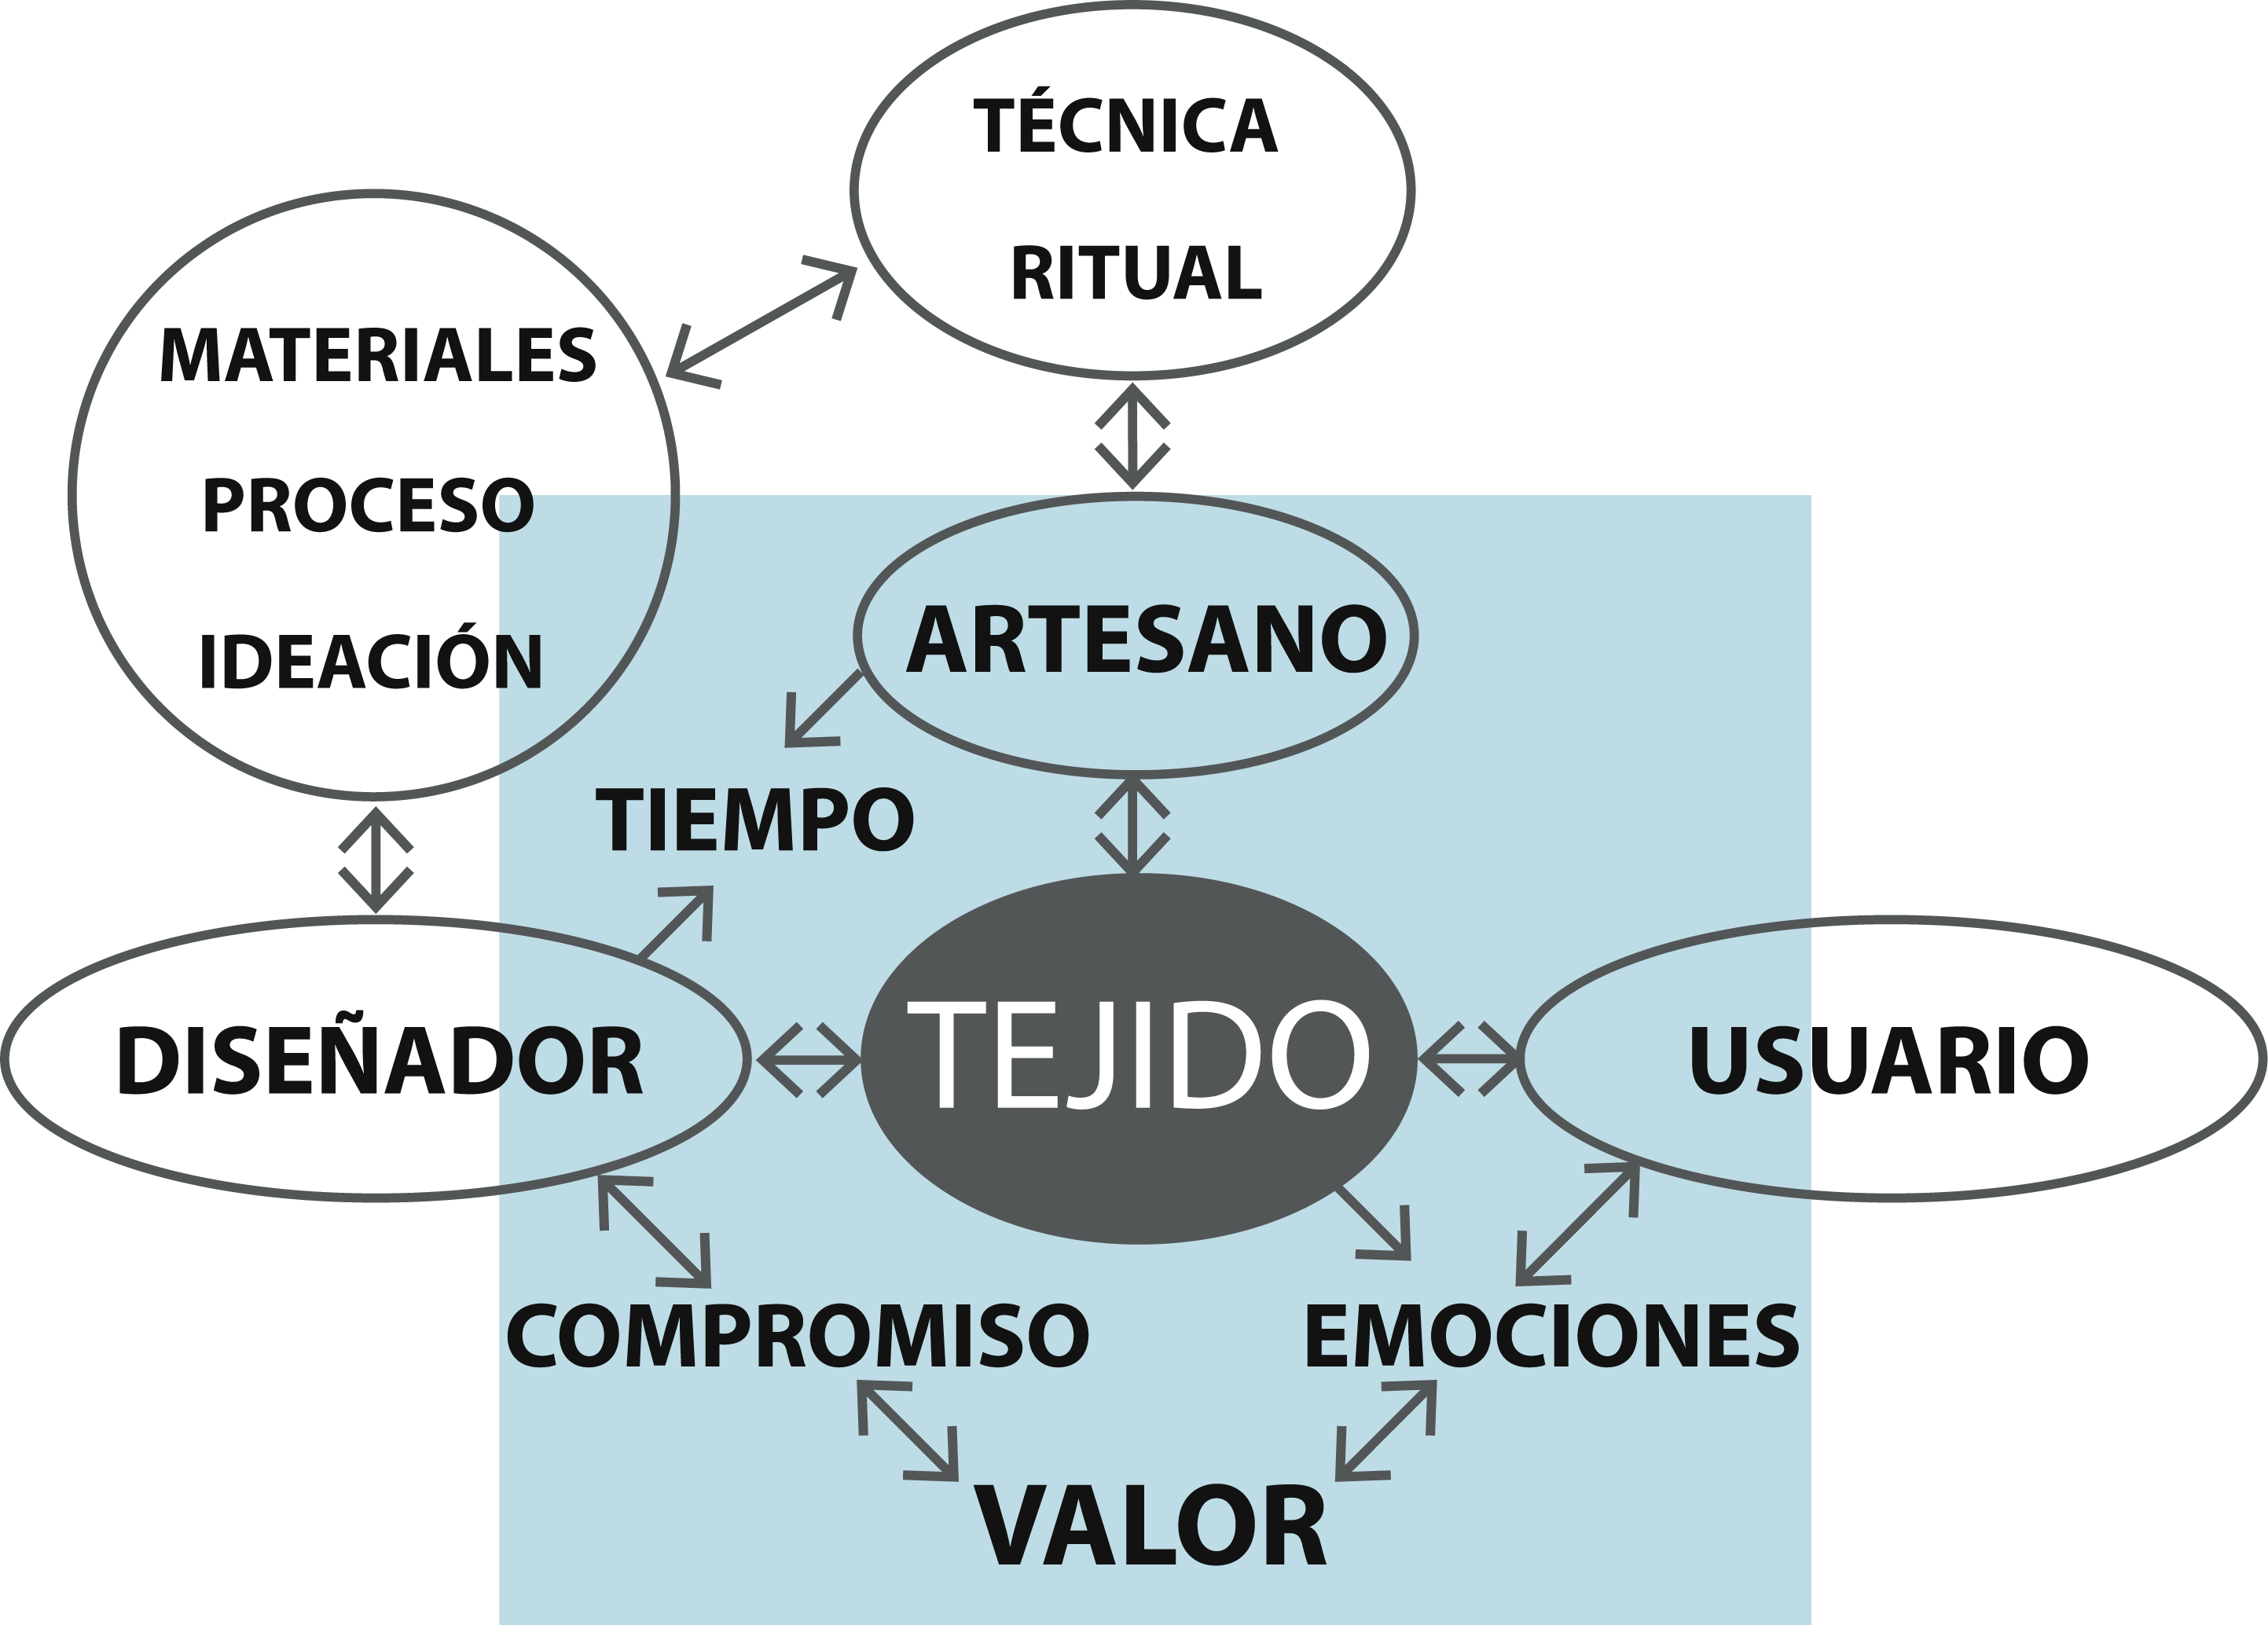 TÉCNICA
RITUAL
MATERIALES
PROCESO
IDEACIÓN
ARTESANO
TIEMPO
DISEÑADOR
TEJIDO
USUARIO
COMPROMISO
EMOCIONES
VALOR